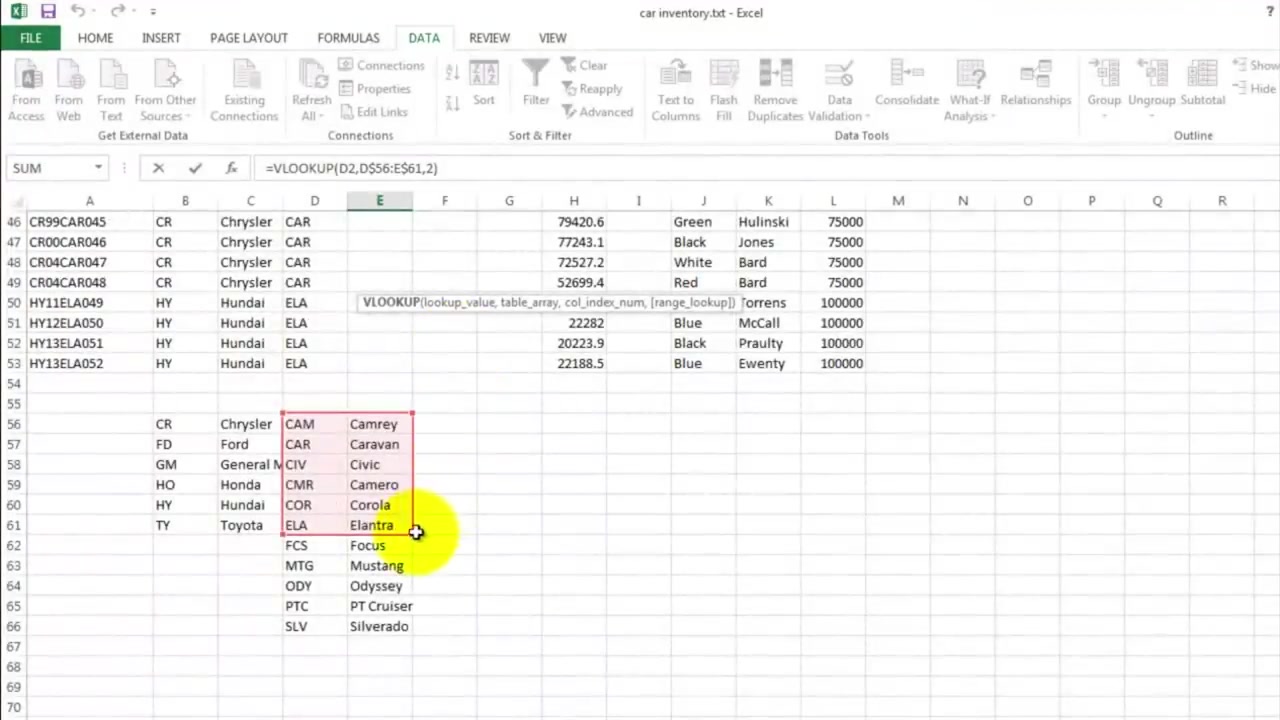 car inventory.txt - Excel
?
FILE HOME INSERT PAGE LAYOUT FORMULAS DATA REVIEW VIEW
From Access
From Web
From Text
From Other Sources
Existing Connections
Get External Data
Refresh All
Connections
Properties
Edit Links
Connections
Sort
Filter
Clear
Reapply
Advanced
Sort & Filter
Text to Columns
Flash Fill
Remove Duplicates
Data Validation
Consolidate
What-If Analysis
Relationships
Data Tools
Group
Ungroup
Subtotal
Show
Hide
Outline
SUM =VLOOKUP(D2,D$56:E$61,2)
A B C D E F G H I J K L M N O P Q R
46 CR99CAR045 CR Chrysler CAR 79420.6 Green Hulinski 75000
47 CR00CAR046 CR Chrysler CAR 77243.1 Black Jones 75000
48 CR04CAR047 CR Chrysler CAR 72527.2 White Bard 75000
49 CR04CAR048 CR Chrysler CAR 52699.4 Red Bard 75000
50 HY11ELA049 HY Hundai ELA VLOOKUP(lookup_value, table_array, col_index_num, [range_lookup]) Torrens 100000
51 HY12ELA050 HY Hundai ELA 22282 Blue McCall 100000
52 HY13ELA051 HY Hundai ELA 20223.9 Black Praulty 100000
53 HY13ELA052 HY Hundai ELA 22188.5 Blue Ewenty 100000
54
55
56 CR Chrysler CAM Camrey
57 FD Ford CAR Caravan
58 GM General M CIV Civic
59 HO Honda CMR Camero
60 HY Hundai COR Corola
61 TY Toyota ELA Elantra
62 FCS Focus
63 MTG Mustang
64 ODY Odyssey
65 PTC PT Cruiser
66 SLV Silverado
67
68
69
70